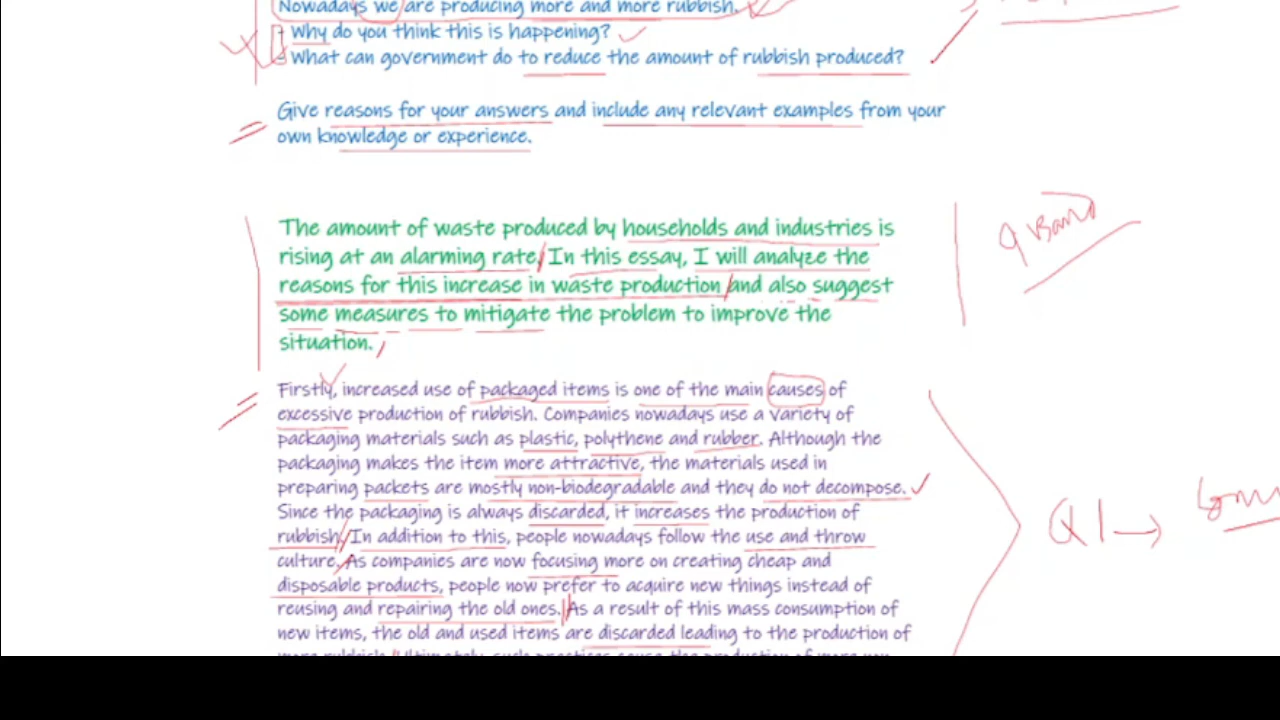 Nowadays we are producing more and more rubbish.
- Why do you think this is happening?
- What can government do to reduce the amount of rubbish produced?
Give reasons for your answers and include any relevant examples from your
own knowledge or experience.
The amount of waste produced by households and industries is
rising at an alarming rate. In this essay, I will analyze the
reasons for this increase in waste production and also suggest
some measures to mitigate the problem to improve the
situation.
9 Band
Firstly, increased use of packaged items is one of the main causes of
excessive production of rubbish. Companies nowadays use a variety of
packaging materials such as plastic, polythene and rubber. Although the
packaging makes the item more attractive, the materials used in
preparing packets are mostly non-biodegradable and they do not decompose.
Since the packaging is always discarded, it increases the production of
rubbish. In addition to this, people nowadays follow the use and throw
culture. As companies are now focusing more on creating cheap and
disposable products, people now prefer to acquire new things instead of
reusing and repairing the old ones. As a result of this mass consumption of
new items, the old and used items are discarded leading to the production of
more rubbish. Ultimately, such practices cause the production of more non
Q1 →